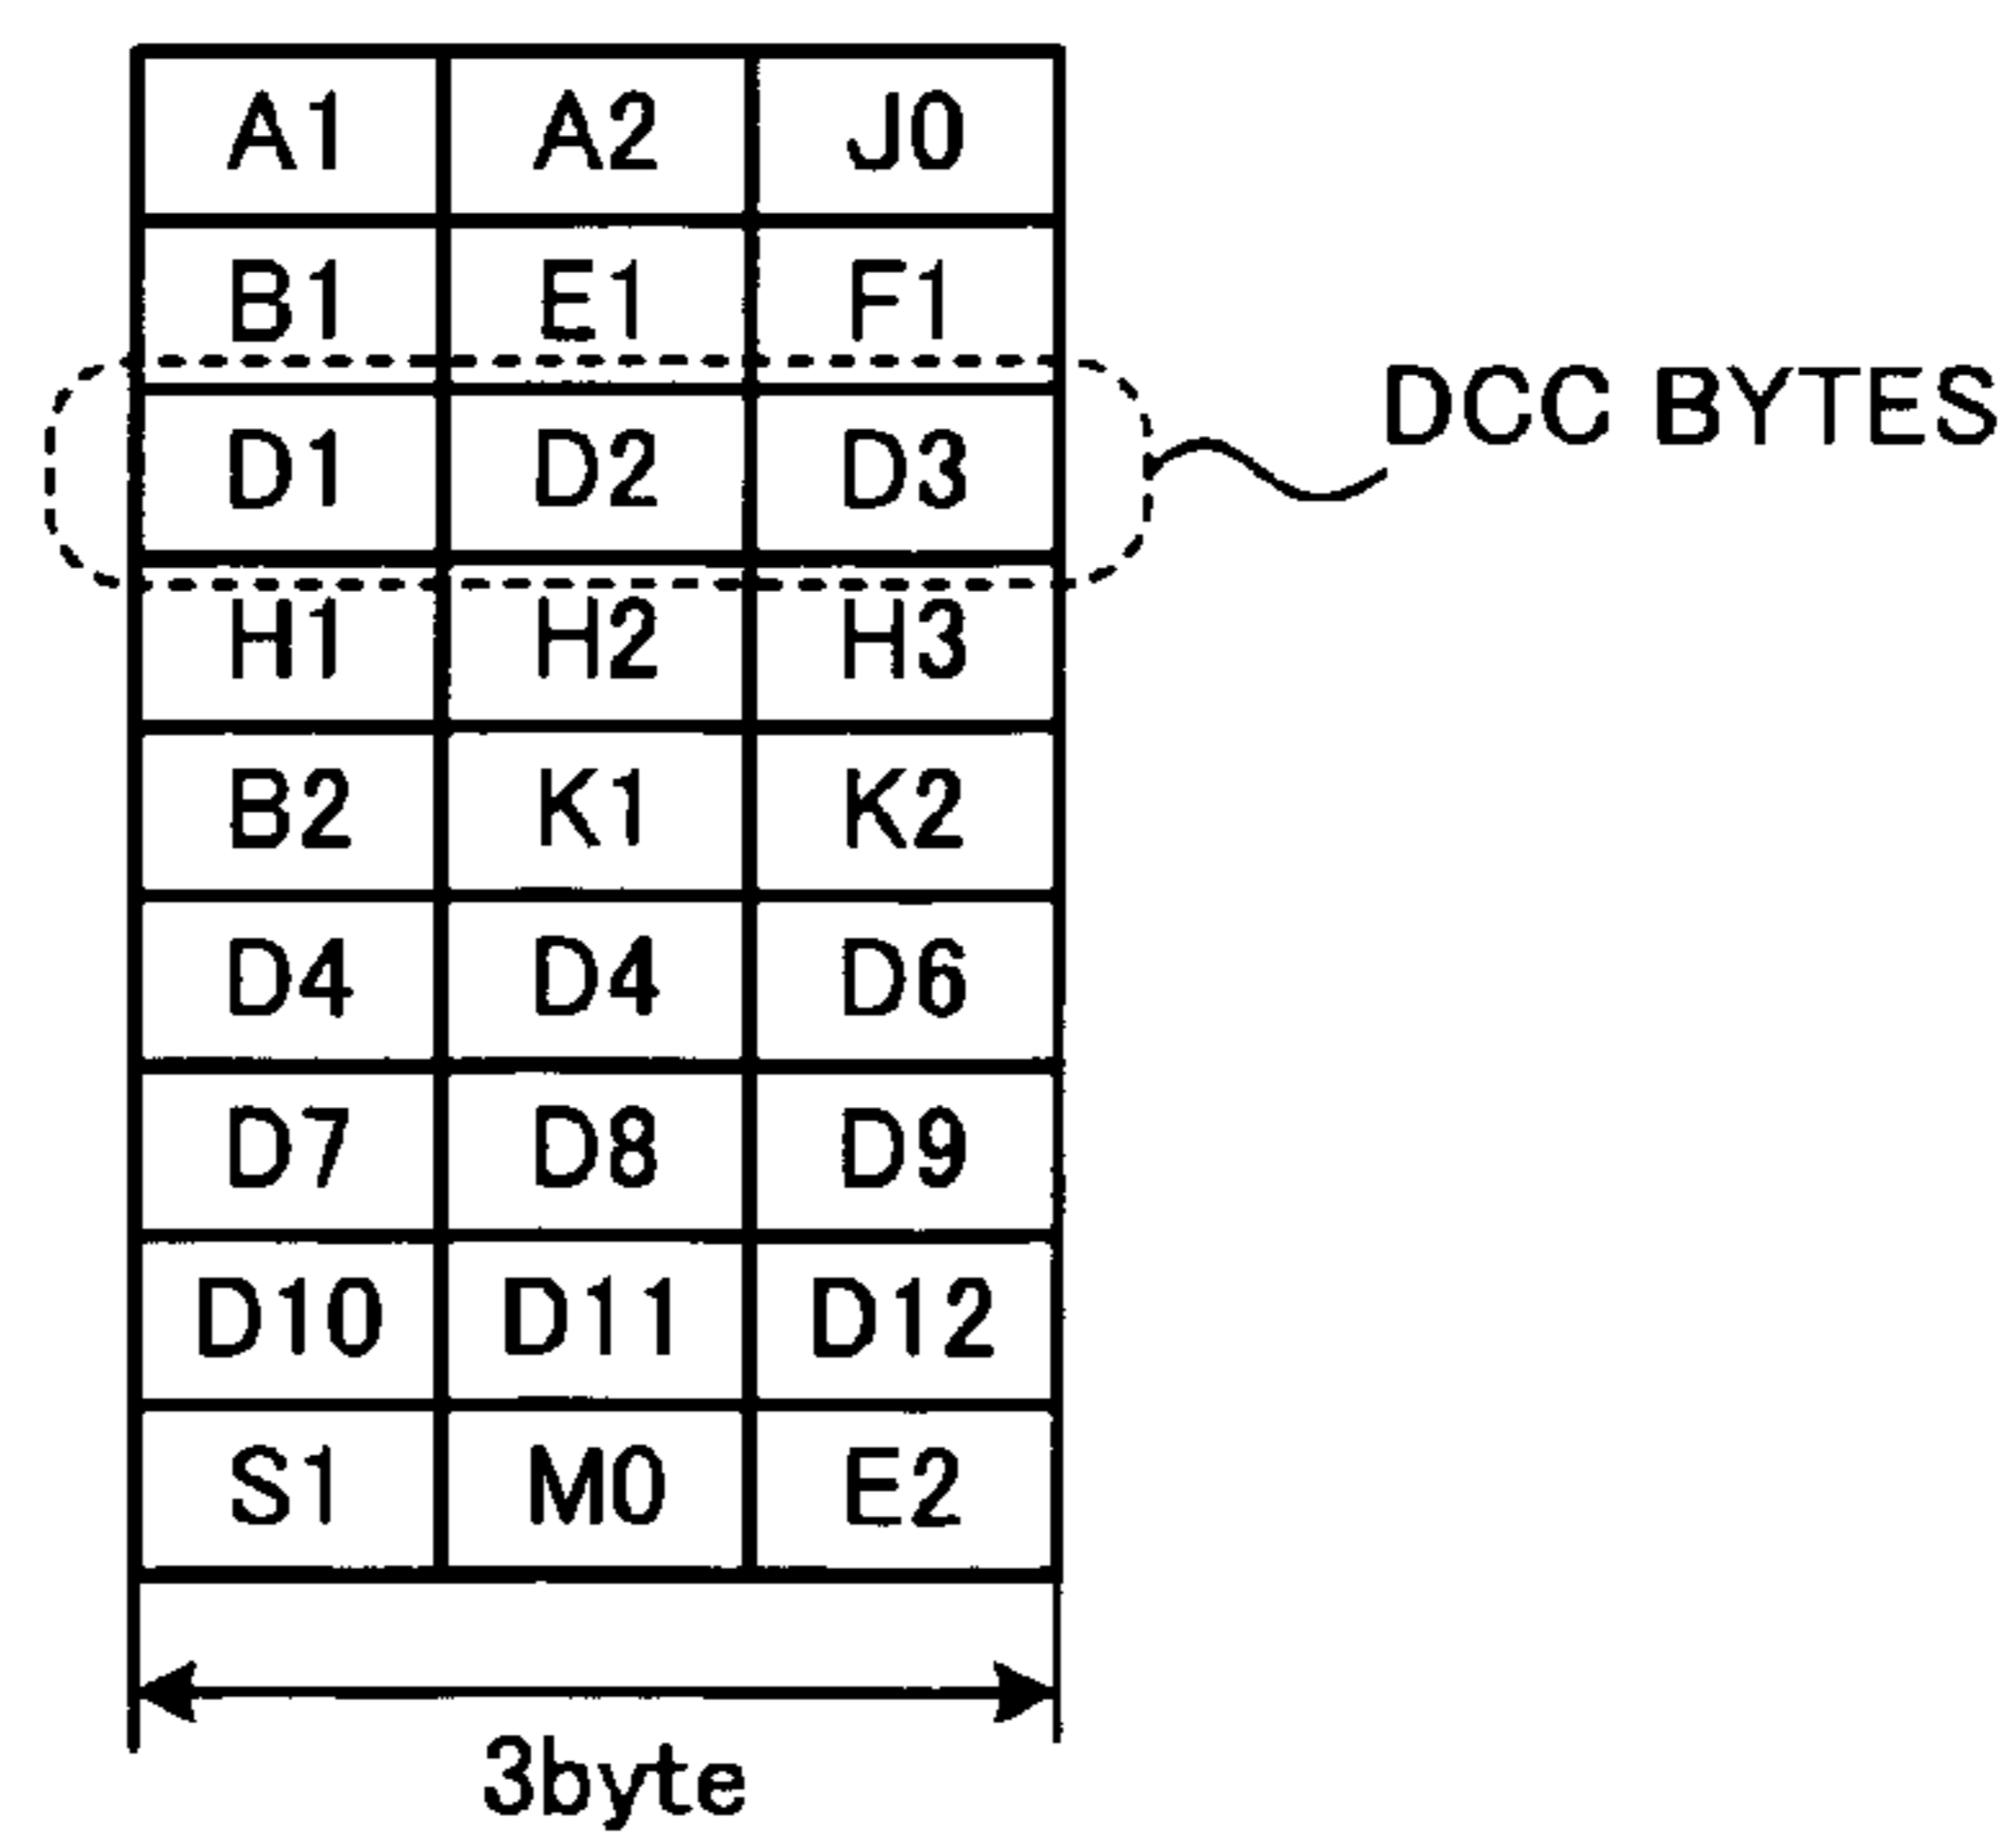 A1 A2 J0
B1 E1 F1
DCC BYTES
D1 D2 D3
H1 H2 H3
B2 K1 K2
D4 D4 D6
D7 D8 D9
D10 D11 D12
S1 M0 E2
3byte